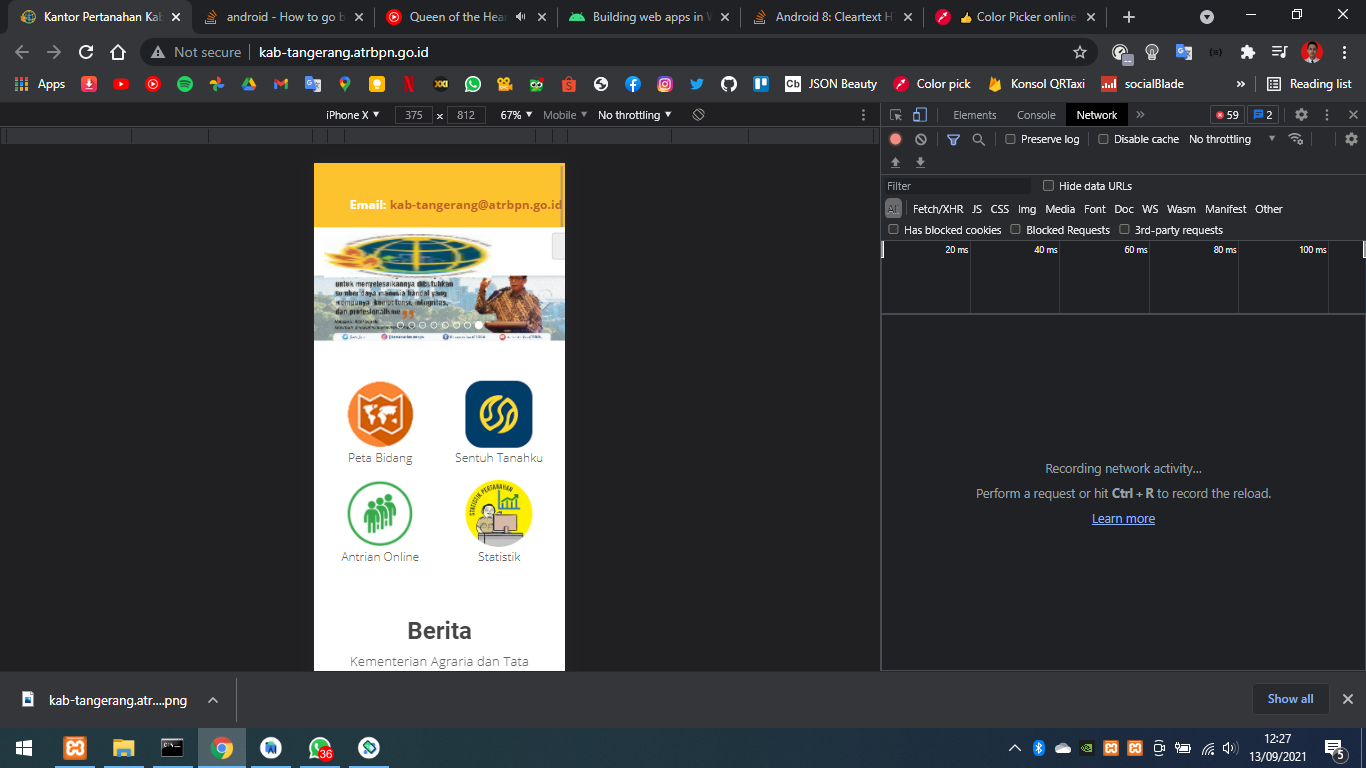 Kantor Pertanahan Kab
android - How to go b
Queen of the Hear
Building web apps in W
Android 8: Cleartext H
Color Picker online
Not secure
kab-tangerang.atrbpn.go.id
Apps
JSON Beauty
Color pick
Konsol QRTaxi
socialBlade
»
Reading list
iPhone X ▼ 375 x 812 67% ▼ Mobile ▼ No throttling ▼
Elements Console Network » 59 2
Preserve log Disable cache No throttling ▼
Filter Hide data URLs
All Fetch/XHR JS CSS Img Media Font Doc WS Wasm Manifest Other
Has blocked cookies Blocked Requests 3rd-party requests
20 ms 40 ms 60 ms 80 ms 100 ms
Email: kab-tangerang@atrbpn.go.id
untuk menyelesaikannya dibutuhkan
sumber daya manusia handal yang
mempunyai kompetensi, integritas,
dan profesionalisme
Peta Bidang
Sentuh Tanahku
STATISTIK PERTANAHAN
Antrian Online
Statistik
Berita
Kementerian Agraria dan Tata
Recording network activity...
Perform a request or hit Ctrl + R to record the reload.
Learn more
kab-tangerang.atr....png
Show all
36
12:27
13/09/2021
5